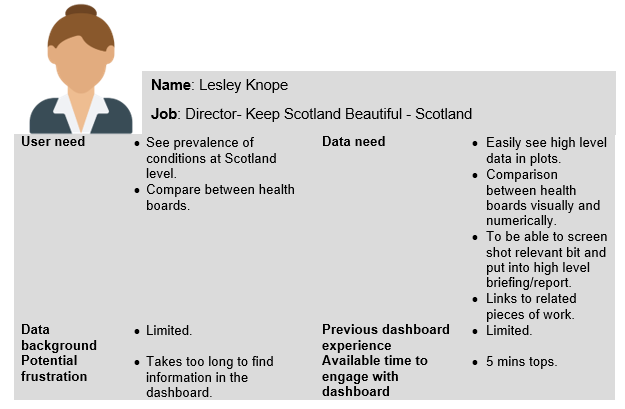 Name: Lesley Knope
Job: Director- Keep Scotland Beautiful - Scotland
User need
• See prevalence of
conditions at Scotland
level.
• Compare between health
boards.
Data need
• Easily see high level
data in plots.
• Comparison
between health
boards visually and
numerically.
• To be able to screen
shot relevant bit and
put into high level
briefing/report.
• Links to related
pieces of work.
Data
background
• Limited.
Previous dashboard
experience
• Limited.
Potential
frustration
• Takes too long to find
information in the
dashboard.
Available time to
engage with
dashboard
• 5 mins tops.